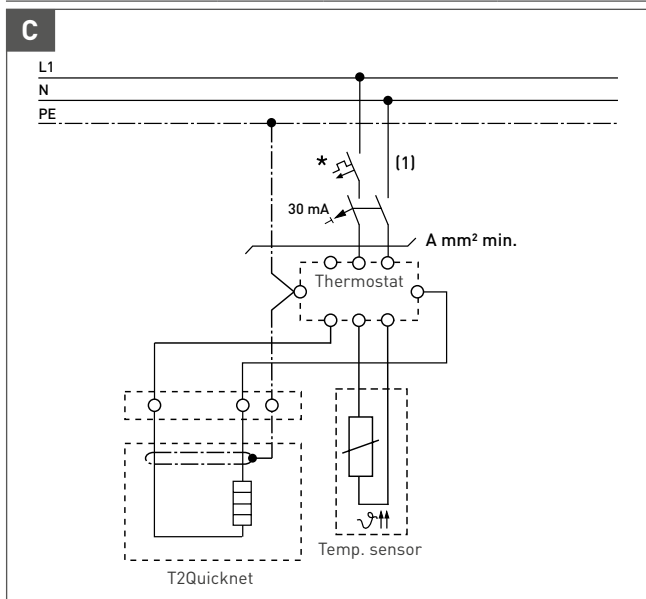 C
L1
N
PE
* (1)
30 mA
A mm² min.
Thermostat
ϑ
Temp. sensor
T2Quicknet